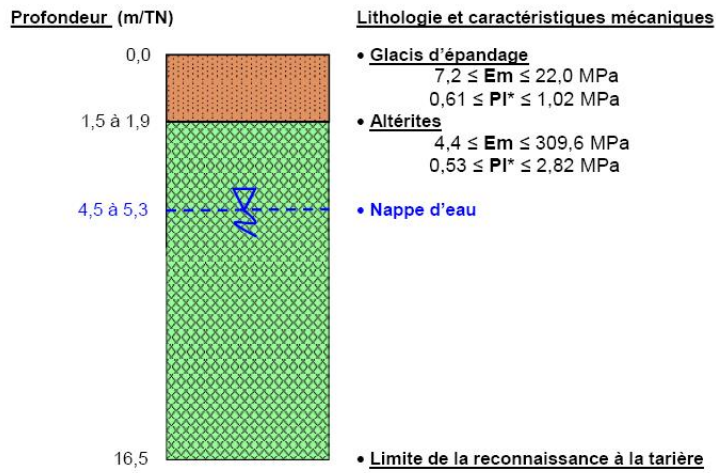 Profondeur (m/TN)
Lithologie et caractéristiques mécaniques
0,0
• Glacis d’épandage
7,2 ≤ Em ≤ 22,0 MPa
0,61 ≤ Pl* ≤ 1,02 MPa
1,5 à 1,9
• Altérites
4,4 ≤ Em ≤ 309,6 MPa
0,53 ≤ Pl* ≤ 2,82 MPa
4,5 à 5,3
• Nappe d’eau
16,5
• Limite de la reconnaissance à la tarière